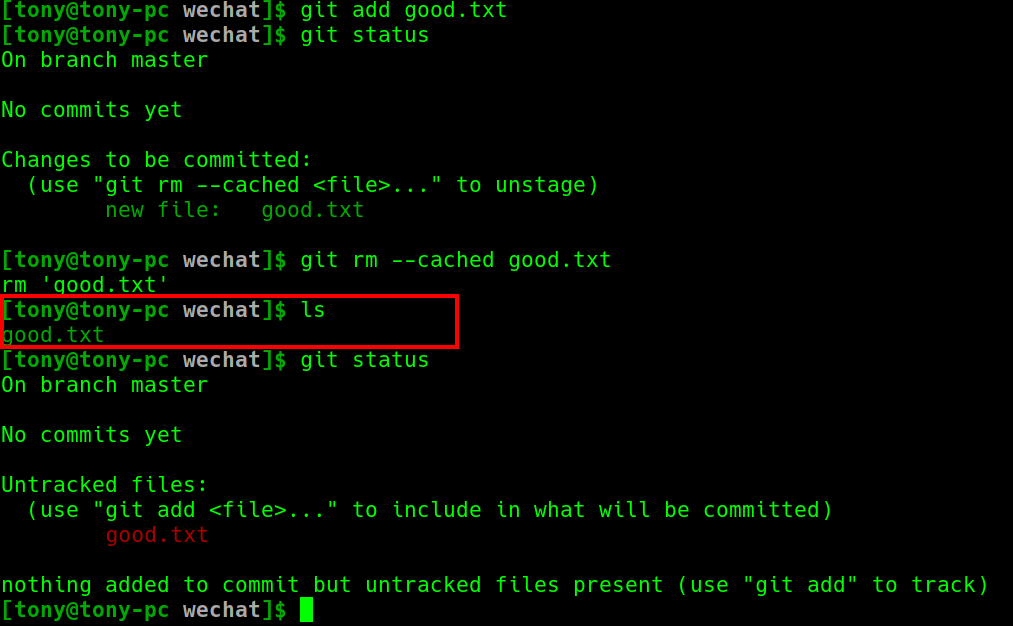 [tony@tony-pc wechat]$ git add good.txt
[tony@tony-pc wechat]$ git status
On branch master
No commits yet
Changes to be committed:
  (use "git rm --cached <file>..." to unstage)
        new file:   good.txt
[tony@tony-pc wechat]$ git rm --cached good.txt
rm 'good.txt'
[tony@tony-pc wechat]$ ls
good.txt
[tony@tony-pc wechat]$ git status
On branch master
No commits yet
Untracked files:
  (use "git add <file>..." to include in what will be committed)
        good.txt
nothing added to commit but untracked files present (use "git add" to track)
[tony@tony-pc wechat]$